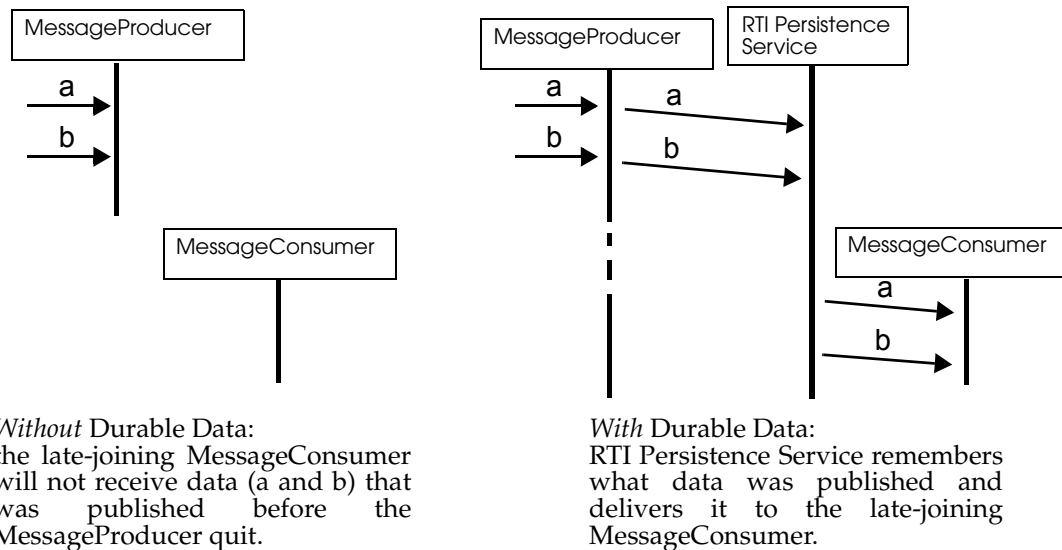 MessageProducer
a
b
MessageConsumer
MessageProducer
RTI Persistence
Service
a
a
b
b
MessageConsumer
a
b
Without Durable Data:
the late-joining MessageConsumer
will not receive data (a and b) that
was published before the
MessageProducer quit.
With Durable Data:
RTI Persistence Service remembers
what data was published and
delivers it to the late-joining
MessageConsumer.